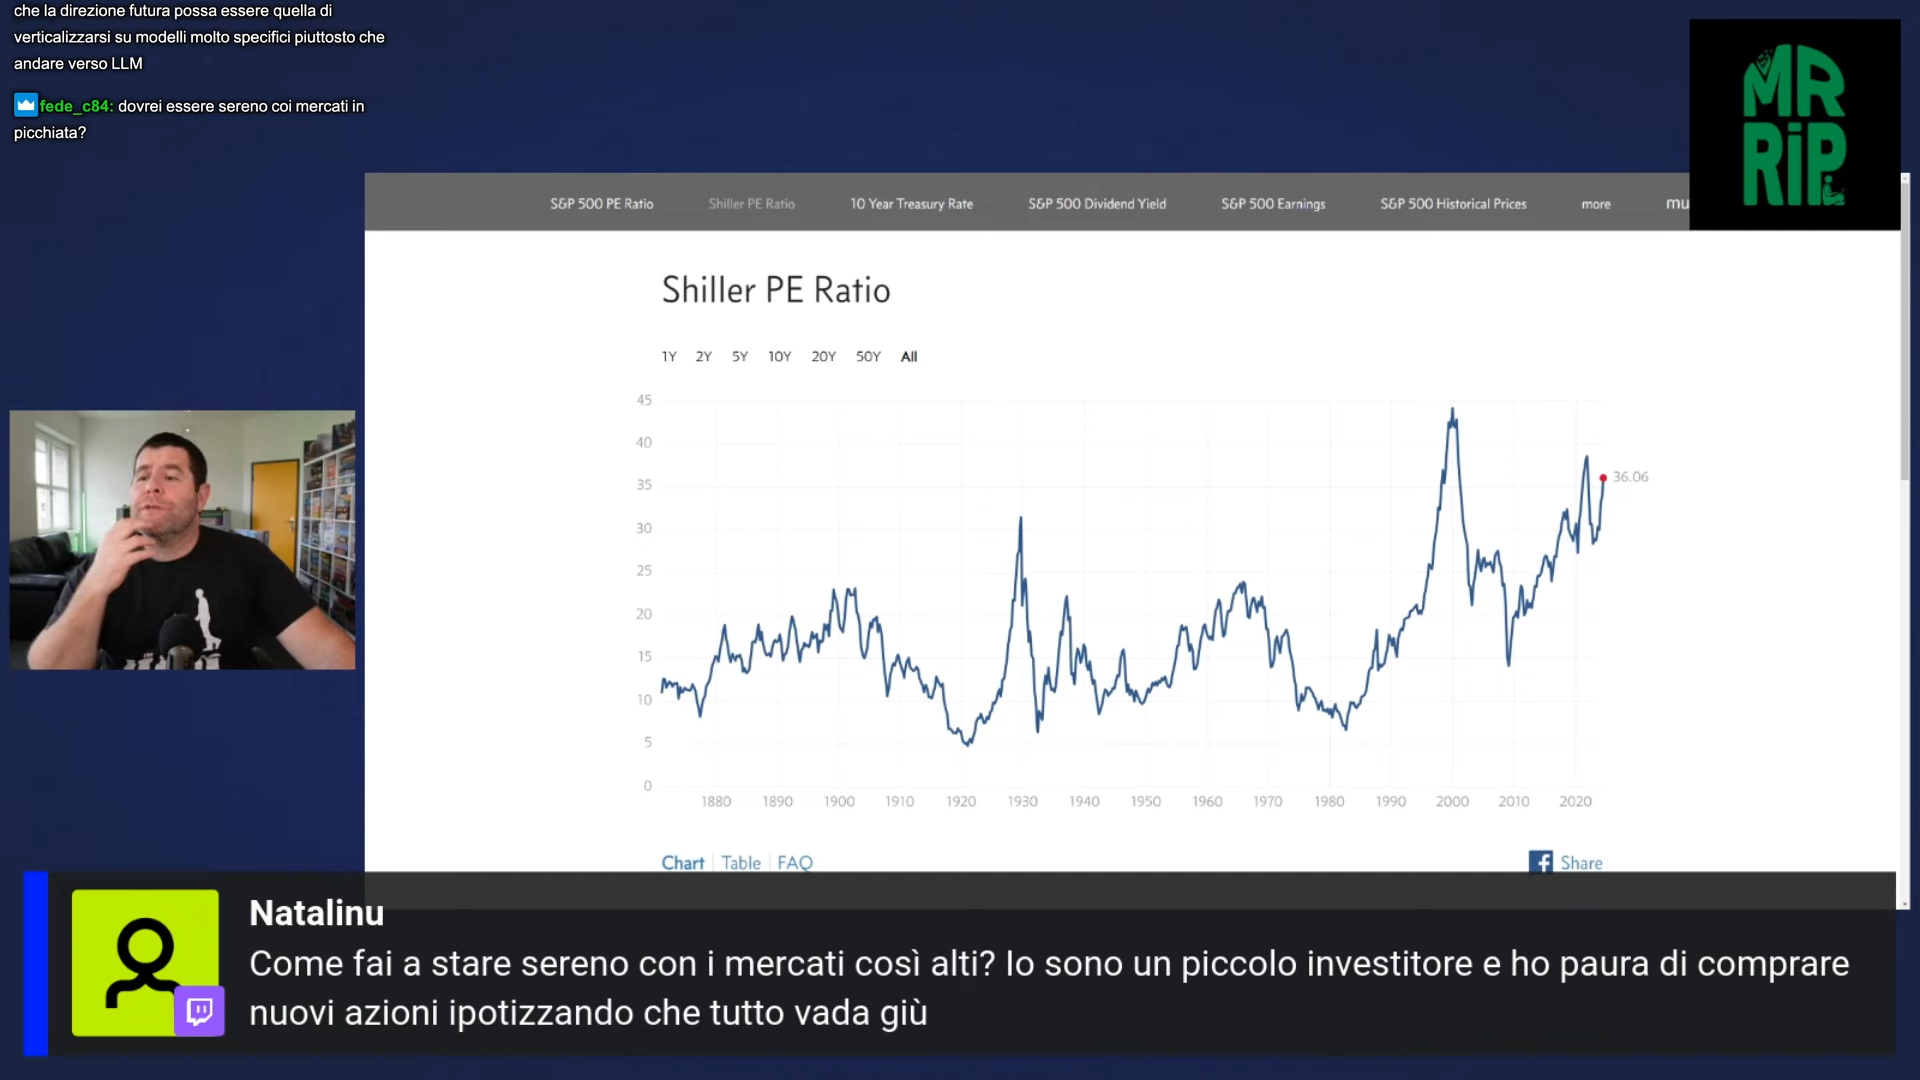 che la direzione futura possa essere quella di
verticalizzarsi su modelli molto specifici piuttosto che
andare verso LLM
fede_c84: dovrei essere sereno coi mercati in
picchiata?
MR
RiP
S&P 500 PE Ratio Shiller PE Ratio 10 Year Treasury Rate S&P 500 Dividend Yield S&P 500 Earnings S&P 500 Historical Prices more mu
Shiller PE Ratio
1Y 2Y 5Y 10Y 20Y 50Y All
45
40
35
30
25
20
15
10
5
0
36.06
1880 1890 1900 1910 1920 1930 1940 1950 1960 1970 1980 1990 2000 2010 2020
Chart Table FAQ
Share
Natalinu
Come fai a stare sereno con i mercati così alti? Io sono un piccolo investitore e ho paura di comprare
nuovi azioni ipotizzando che tutto vada giù